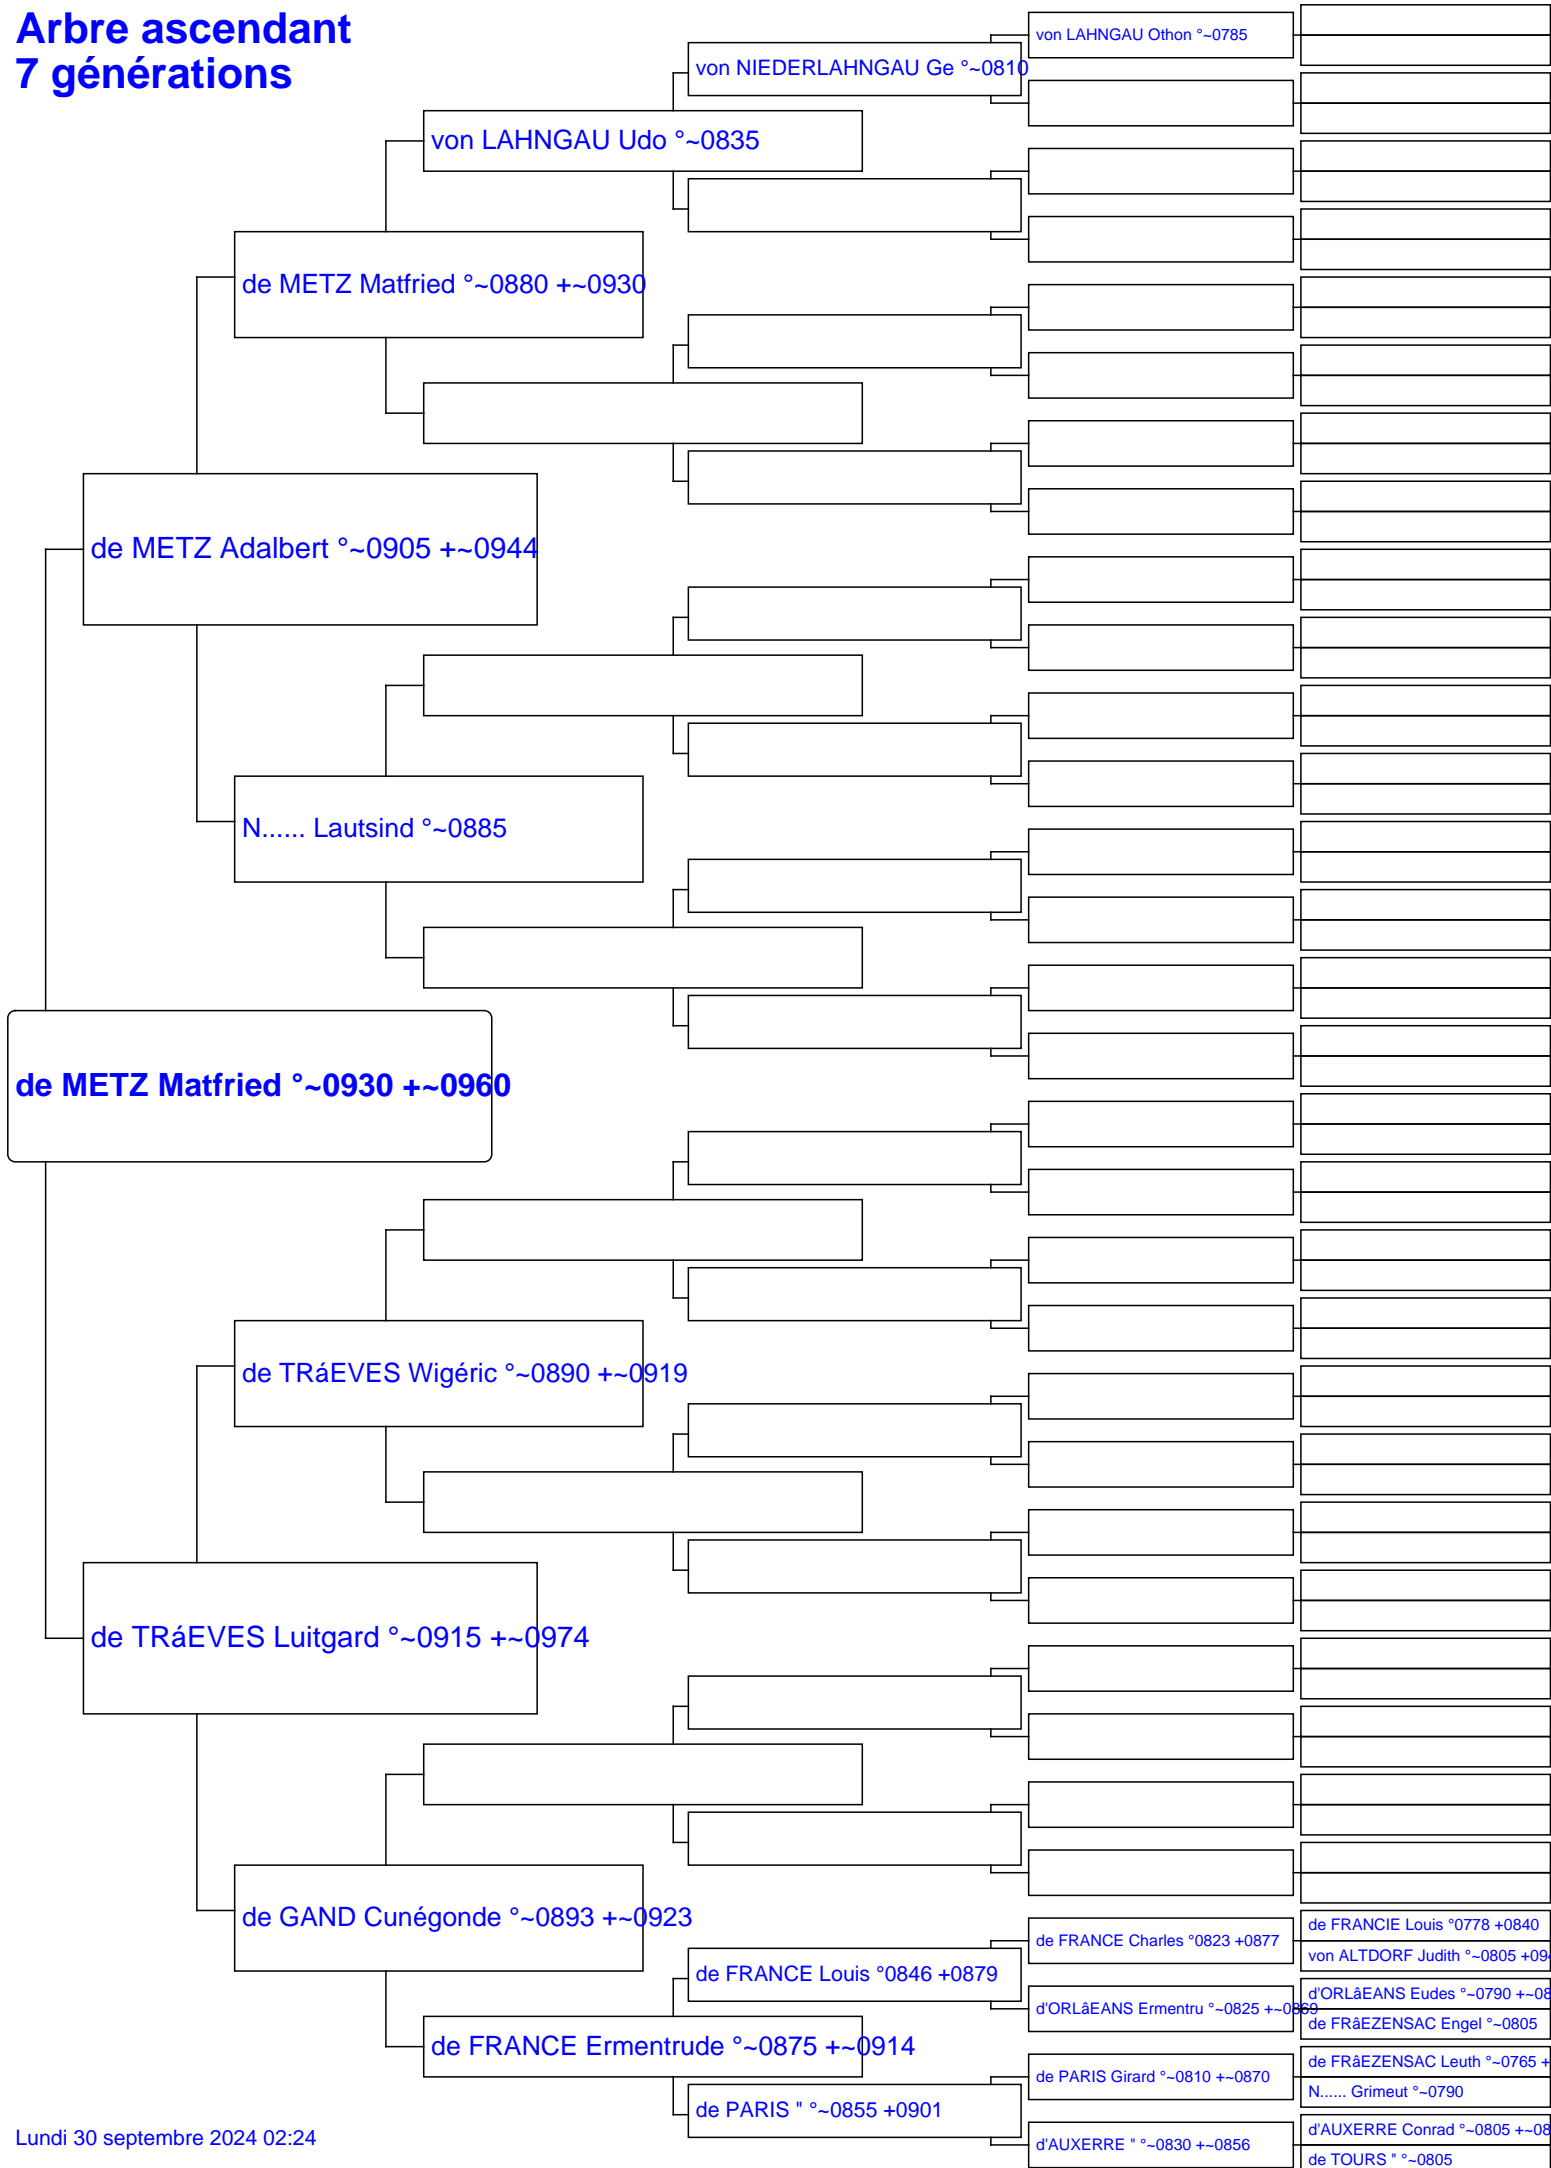 Arbre ascendant
7 générations
von LAHNGAU Othon °~0785
von NIEDERLAHNGAU Ge °~0810
von LAHNGAU Udo °~0835
de METZ Matfried °~0880 +~0930
de METZ Adalbert °~0905 +~0944
N...... Lautsind °~0885
de METZ Matfried °~0930 +~0960
de TRáEVES Wigéric °~0890 +~0919
de TRáEVES Luitgard °~0915 +~0974
de GAND Cunégonde °~0893 +~0923
de FRANCIE Louis °0778 +0840
de FRANCE Charles °0823 +0877
von ALTDORF Judith °~0805 +094
de FRANCE Louis °0846 +0879
d'ORLâEANS Eudes °~0790 +~08
d'ORLâEANS Ermentru °~0825 +~0869
de FRâEZENSAC Engel °~0805
de FRANCE Ermentrude °~0875 +~0914
de FRâEZENSAC Leuth °~0765 +
de PARIS Girard °~0810 +~0870
N...... Grimeut °~0790
de PARIS " °~0855 +0901
d'AUXERRE Conrad °~0805 +~08
d'AUXERRE " °~0830 +~0856
de TOURS " °~0805
Lundi 30 septembre 2024 02:24